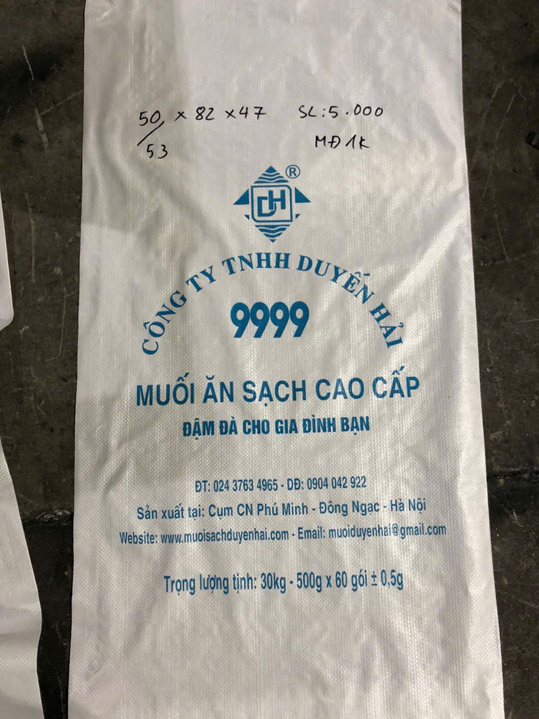 50 x 82 x 47 SL: 5.000
/53 MĐ 1K
®
DH
CÔNG TY TNHH DUYẾN HẢI
9999
MUỐI ĂN SẠCH CAO CẤP
ĐẬM ĐÀ CHO GIA ĐÌNH BẠN
ĐT: 024 3763 4965 - DĐ: 0904 042 922
Sản xuất tại: Cụm CN Phú Minh - Đông Ngạc - Hà Nội
Website: www.muoisachduyenhai.com - Email: muoiduyenhai@gmail.com
Trọng lượng tịnh: 30kg - 500g x 60 gói ± 0,5g